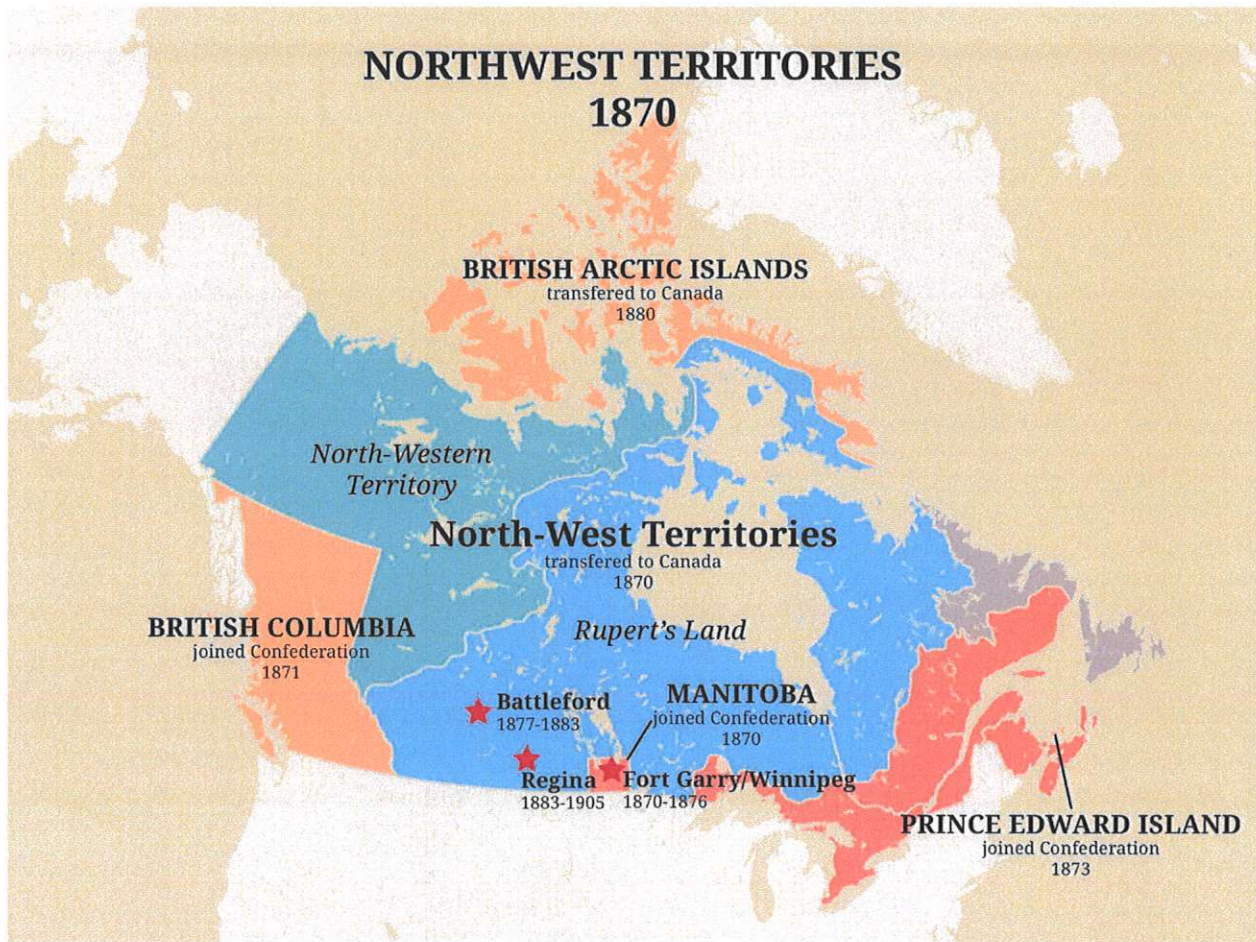 NORTHWEST TERRITORIES
1870
BRITISH ARCTIC ISLANDS
transfered to Canada
1880
North-Western
Territory
North-West Territories
transfered to Canada
1870
BRITISH COLUMBIA
joined Confederation
1871
Rupert's Land
Battleford
1877-1883
MANITOBA
joined Confederation
1870
Regina
1883-1905
Fort Garry/Winnipeg
1870-1876
PRINCE EDWARD ISLAND
joined Confederation
1873